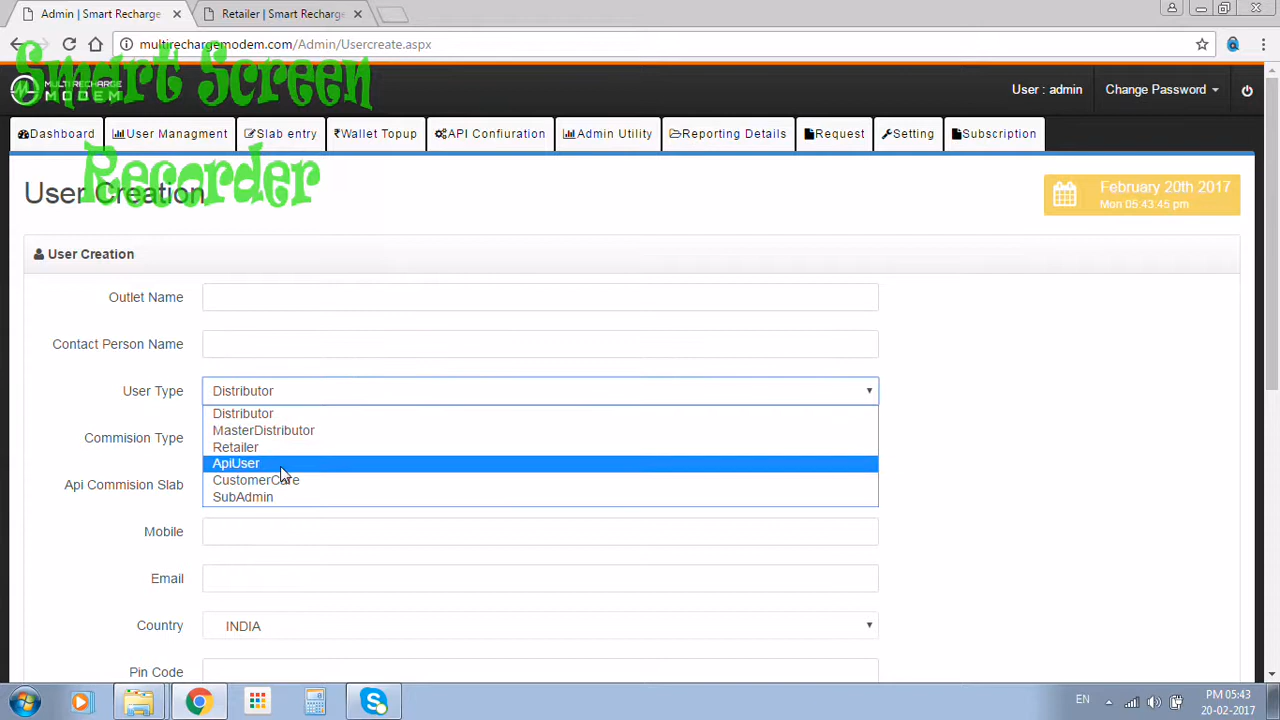 Admin | Smart Recharge
Retailer | Smart Recharge
multirechargemodem.com/Admin/Usercreate.aspx
Smart Screen
Recorder
MULTI RECHARGE
MODEM
User : admin
Change Password
Dashboard
User Managment
Slab entry
₹Wallet Topup
API Confiuration
Admin Utility
Reporting Details
Request
Setting
Subscription
User Creation
February 20th 2017
Mon 05:43:45 pm
User Creation
Outlet Name
Contact Person Name
User Type
Distributor
Distributor
MasterDistributor
Retailer
ApiUser
CustomerCare
SubAdmin
Commision Type
Api Commision Slab
Mobile
Email
Country
INDIA
Pin Code
EN
PM 05:43
20-02-2017